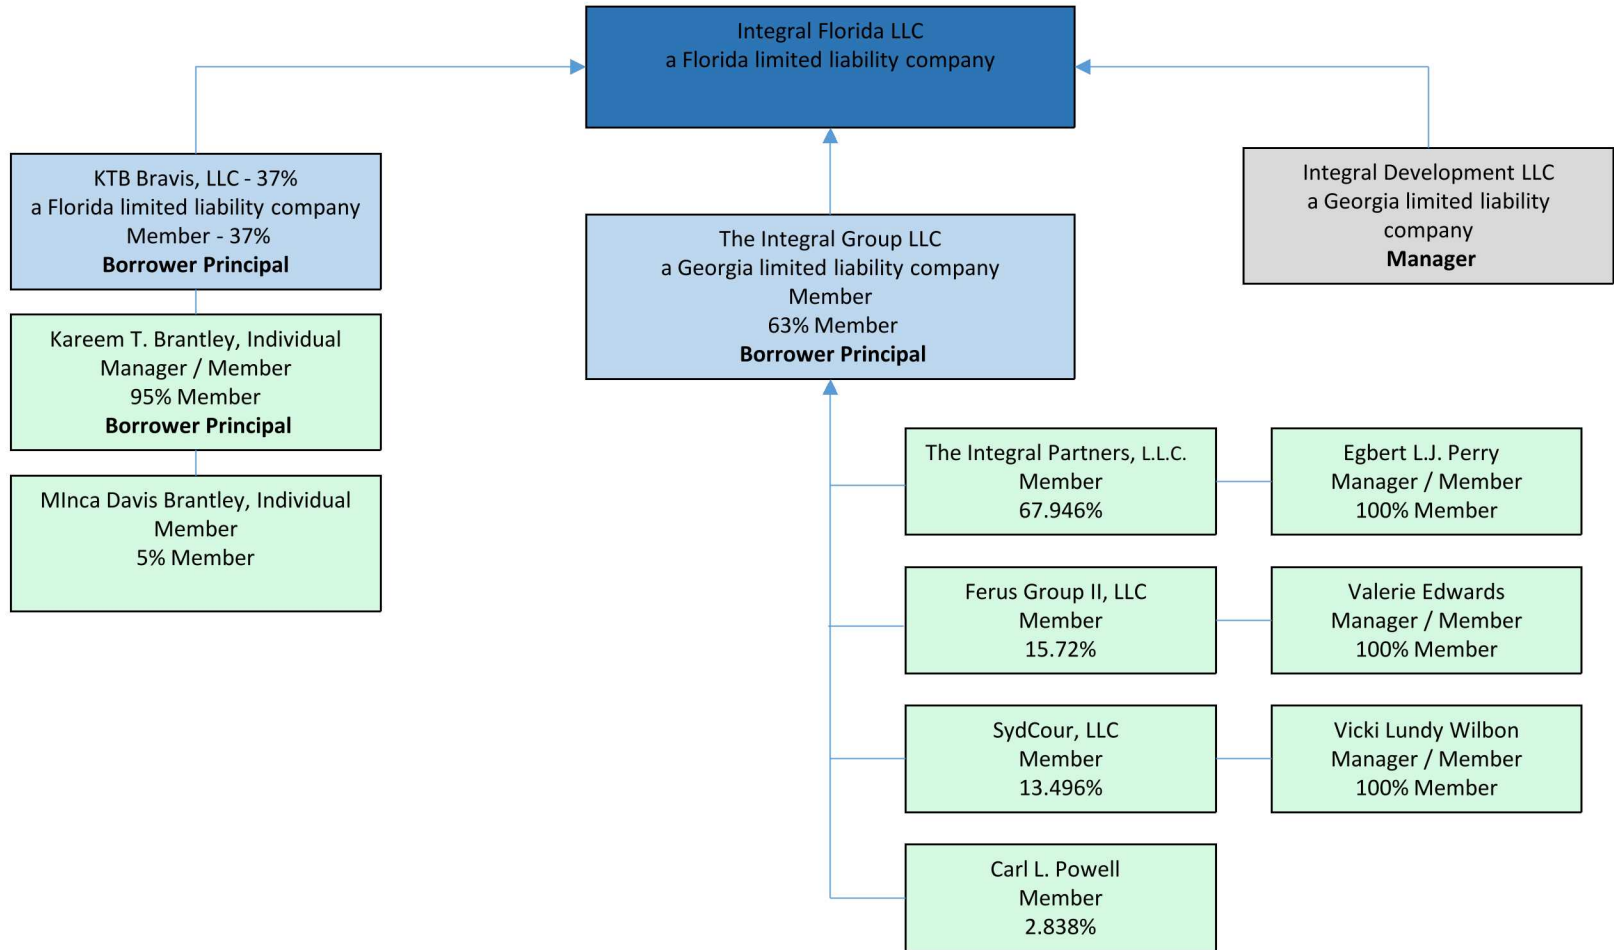 Integral Florida LLC
a Florida limited liability company
KTB Bravis, LLC - 37%
a Florida limited liability company
Member - 37%
Borrower Principal
The Integral Group LLC
a Georgia limited liability company
Member
63% Member
Borrower Principal
Integral Development LLC
a Georgia limited liability
company
Manager
Kareem T. Brantley, Individual
Manager / Member
95% Member
Borrower Principal
MInca Davis Brantley, Individual
Member
5% Member
The Integral Partners, L.L.C.
Member
67.946%
Egbert L.J. Perry
Manager / Member
100% Member
Ferus Group II, LLC
Member
15.72%
Valerie Edwards
Manager / Member
100% Member
SydCour, LLC
Member
13.496%
Vicki Lundy Wilbon
Manager / Member
100% Member
Carl L. Powell
Member
2.838%